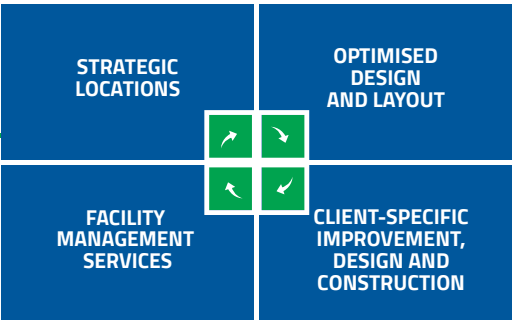 STRATEGIC
LOCATIONS
OPTIMISED
DESIGN
AND LAYOUT
FACILITY
MANAGEMENT
SERVICES
CLIENT-SPECIFIC
IMPROVEMENT,
DESIGN AND
CONSTRUCTION